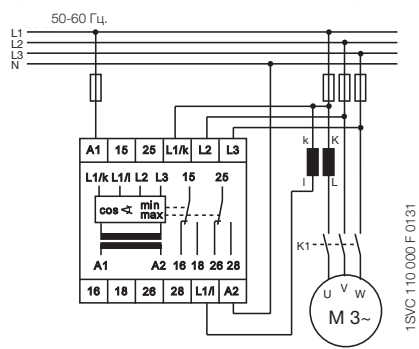 50-60 Гц.
L1
L2
L3
N
A1 15 25 L1/k L2 L3
k K
L1/k L1/l L2 L3 15 25
l L
cos ∢ min
max
K1
A1 A2 16 18 26 28
U V W
16 18 26 28 L1/l A2
M 3~
1SVC 110 000 F 0131